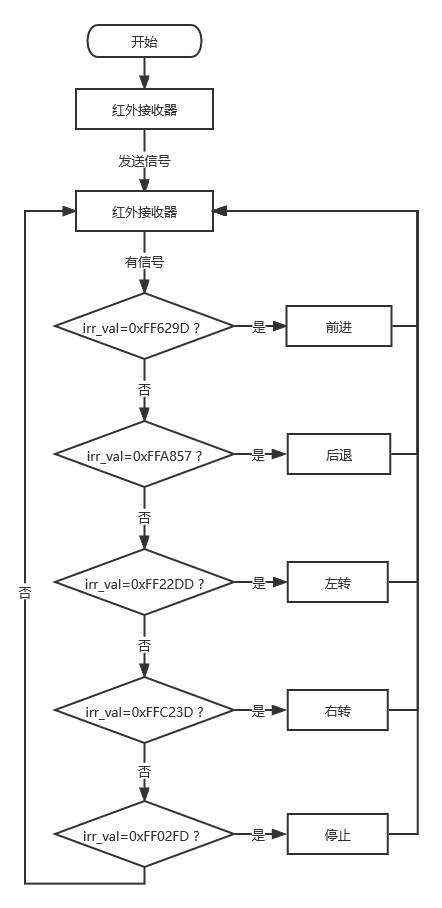 开始
红外接收器
发送信号
红外接收器
有信号
irr_val=0xFF629D ?
是
前进
否
irr_val=0xFFA857 ?
是
后退
否
irr_val=0xFF22DD ?
是
左转
否
否
irr_val=0xFFC23D ?
是
右转
否
irr_val=0xFF02FD ?
是
停止